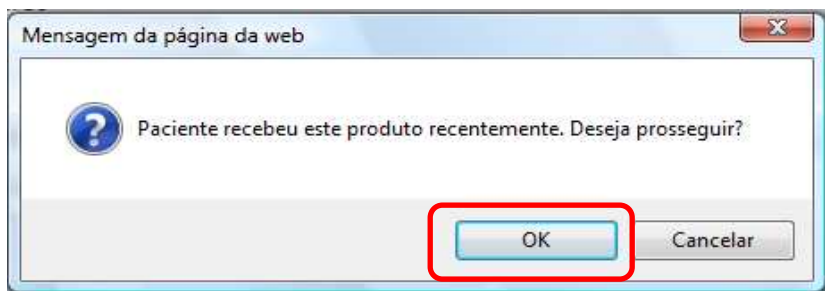 Mensagem da página da web
Paciente recebeu este produto recentemente. Deseja prosseguir?
OK
Cancelar